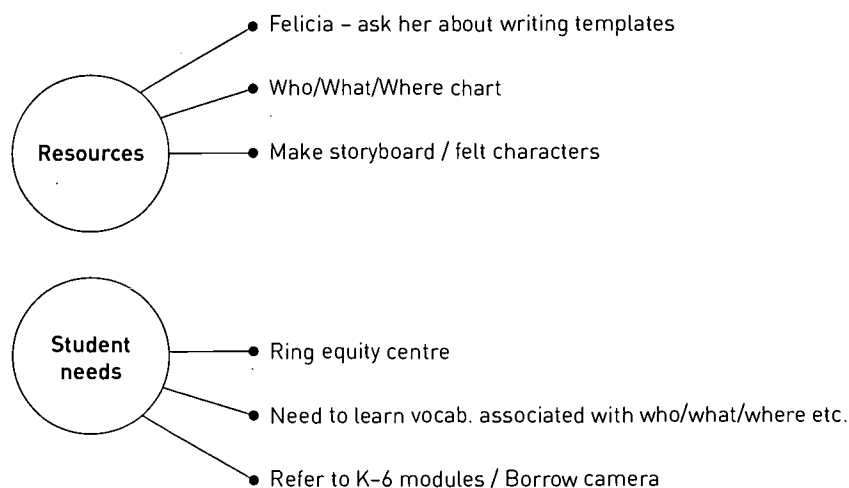 Felicia – ask her about writing templates
Who/What/Where chart
Resources
Make storyboard / felt characters
Student
needs
Ring equity centre
Need to learn vocab. associated with who/what/where etc.
Refer to K–6 modules / Borrow camera